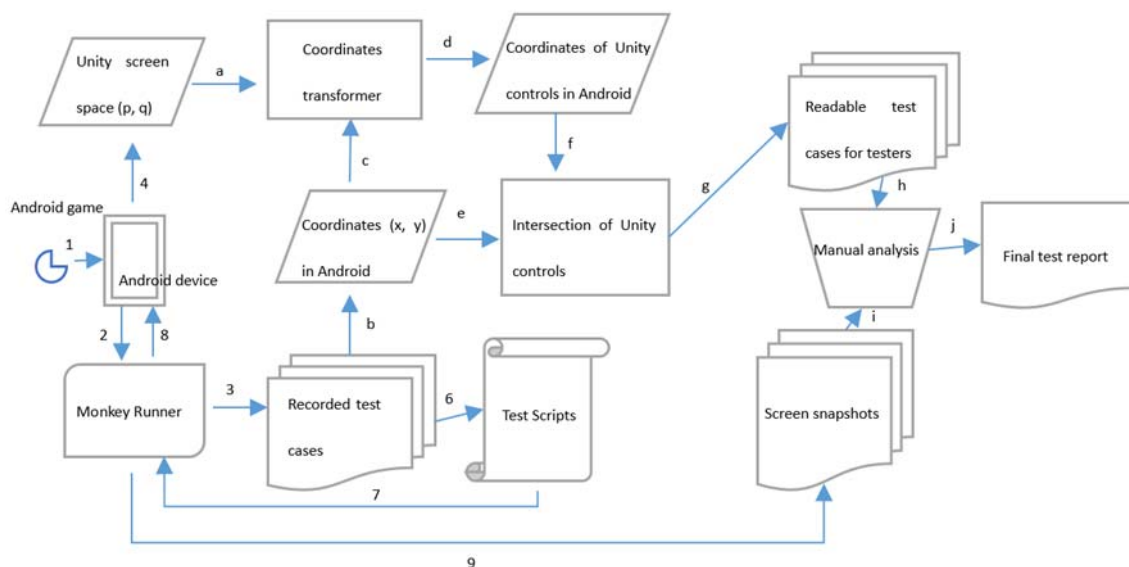 Unity screen
space (p, q)
a
Coordinates
transformer
d
Coordinates of Unity
controls in Android
Readable test
cases for testers
4
c
f
g
h
Android game
1
Android device
Coordinates (x, y)
in Android
e
Intersection of Unity
controls
Manual analysis
j
Final test report
2
8
b
i
Monkey Runner
3
Recorded test
cases
6
Test Scripts
Screen snapshots
7
9